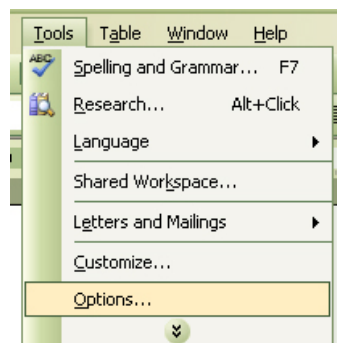 Tools Table Window Help
ABC Spelling and Grammar... F7
Research... Alt+Click
Language
Shared Workspace...
Letters and Mailings
Customize...
Options...